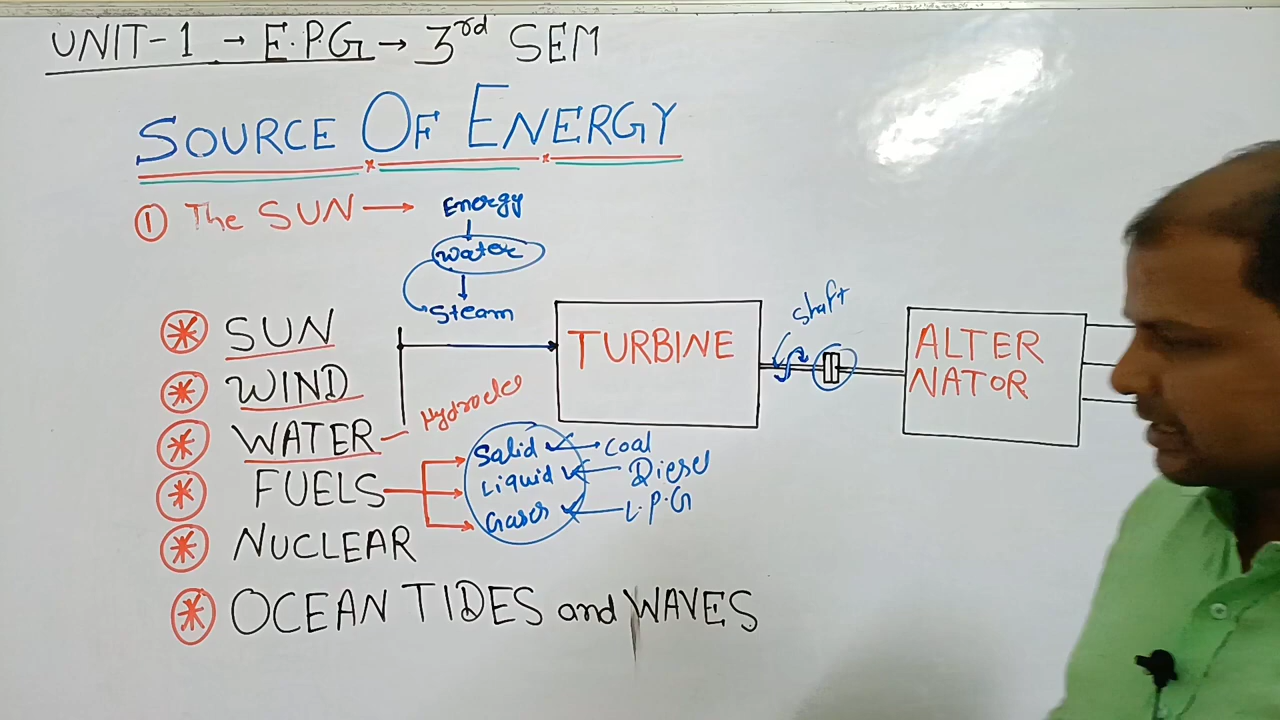 UNIT-1 → E.P.G → 3rd SEM
SOURCE OF ENERGY
① The SUN → Energy
water
Steam
SUN
WIND
WATER
FUELS
NUCLEAR
OCEAN TIDES and WAVES
TURBINE
shaft
ALTER
NATOR
Solid
Coal
Liquid
Diesel
Gases
L.P.G